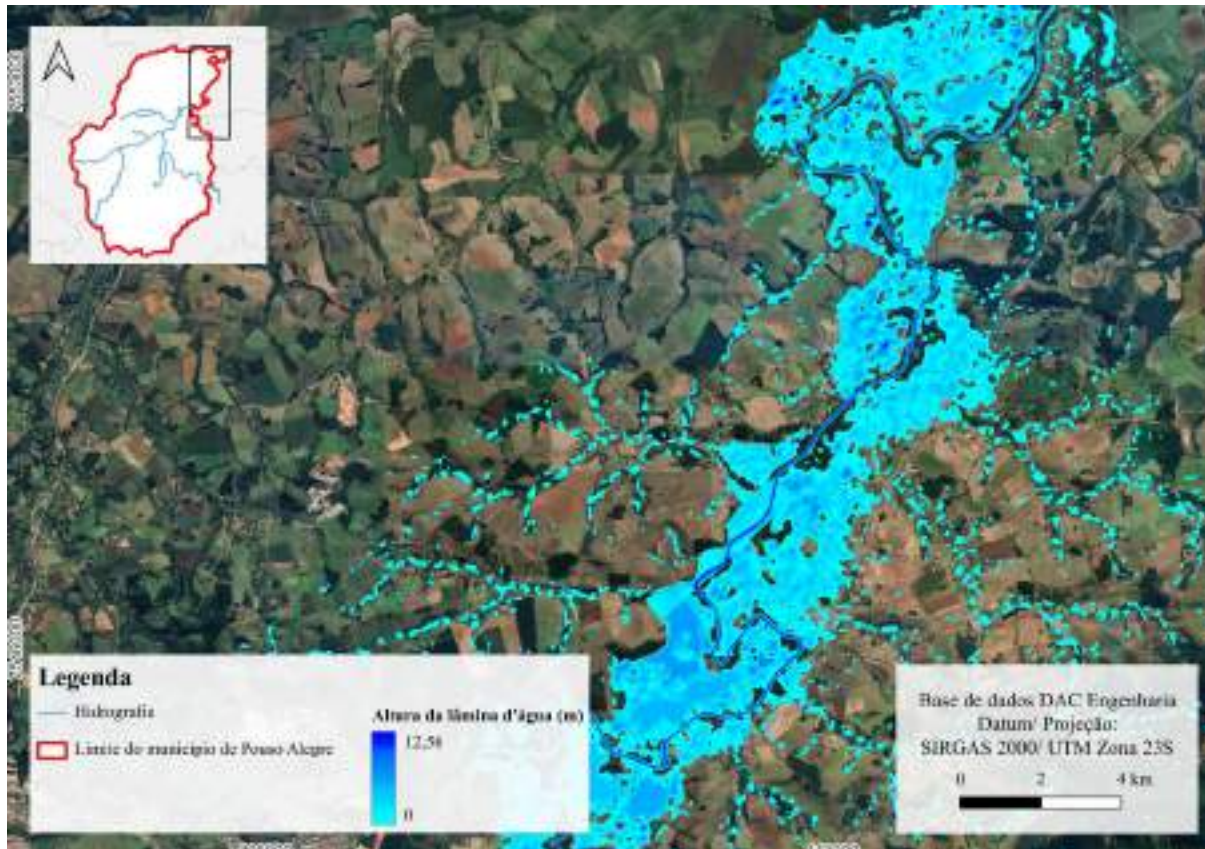 Legenda
Hidrografia
Limite do município de Pouso Alegre
Altura da lâmina d'água (m)
12,58
0
Base de dados DAC Engenharia
Datum/ Projeção:
SIRGAS 2000/ UTM Zona 23S
0 2 4 km